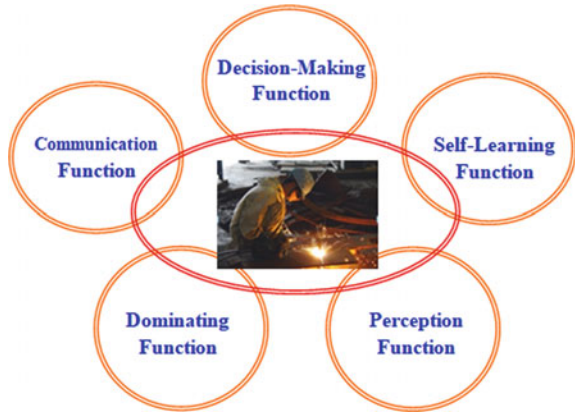 Decision-Making
Function
Communication
Function
Self-Learning
Function
Dominating
Function
Perception
Function